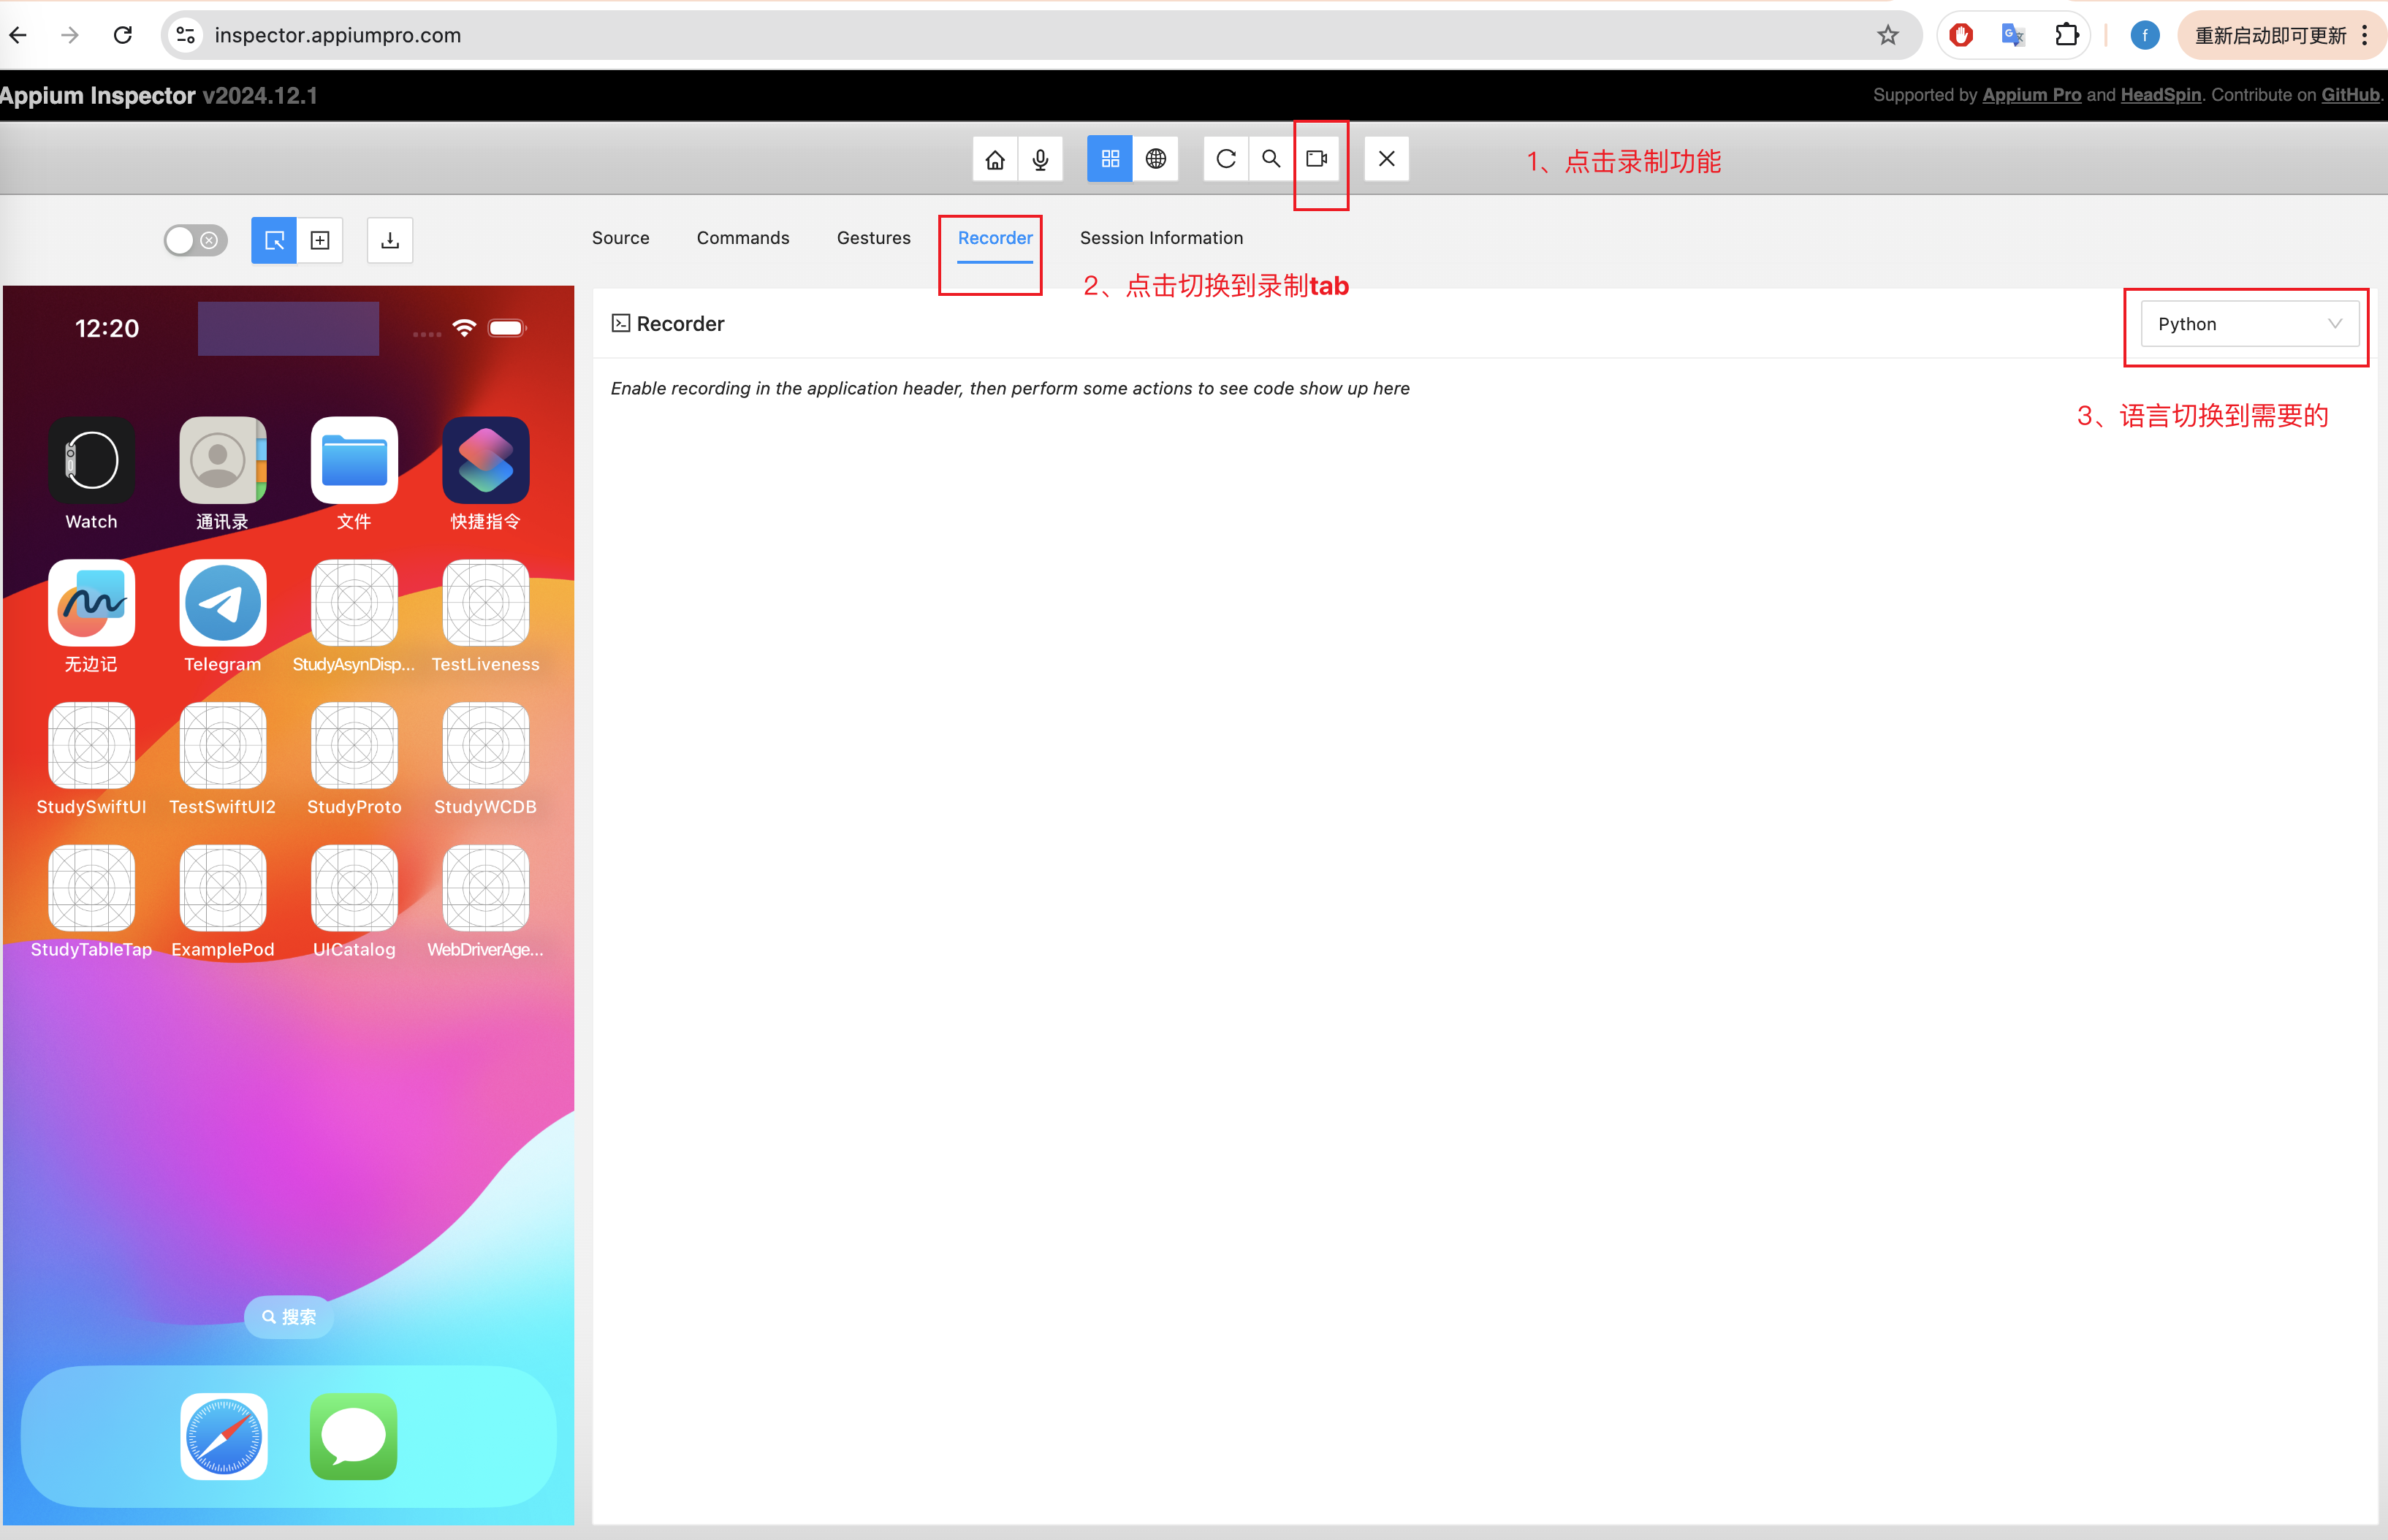 inspector.appiumpro.com
f
重新启动即可更新
Appium Inspector v2024.12.1
Supported by Appium Pro and HeadSpin. Contribute on GitHub.
1、点击录制功能
Source
Commands
Gestures
Recorder
Session Information
2、点击切换到录制tab
12:20
Recorder
Python
Enable recording in the application header, then perform some actions to see code show up here
3、语言切换到需要的
Watch
通讯录
文件
快捷指令
无边记
Telegram
StudyAsynDisp...
TestLiveness
StudySwiftUI
TestSwiftUI2
StudyProto
StudyWCDB
StudyTableTap
ExamplePod
UICatalog
WebDriverAge...
搜索